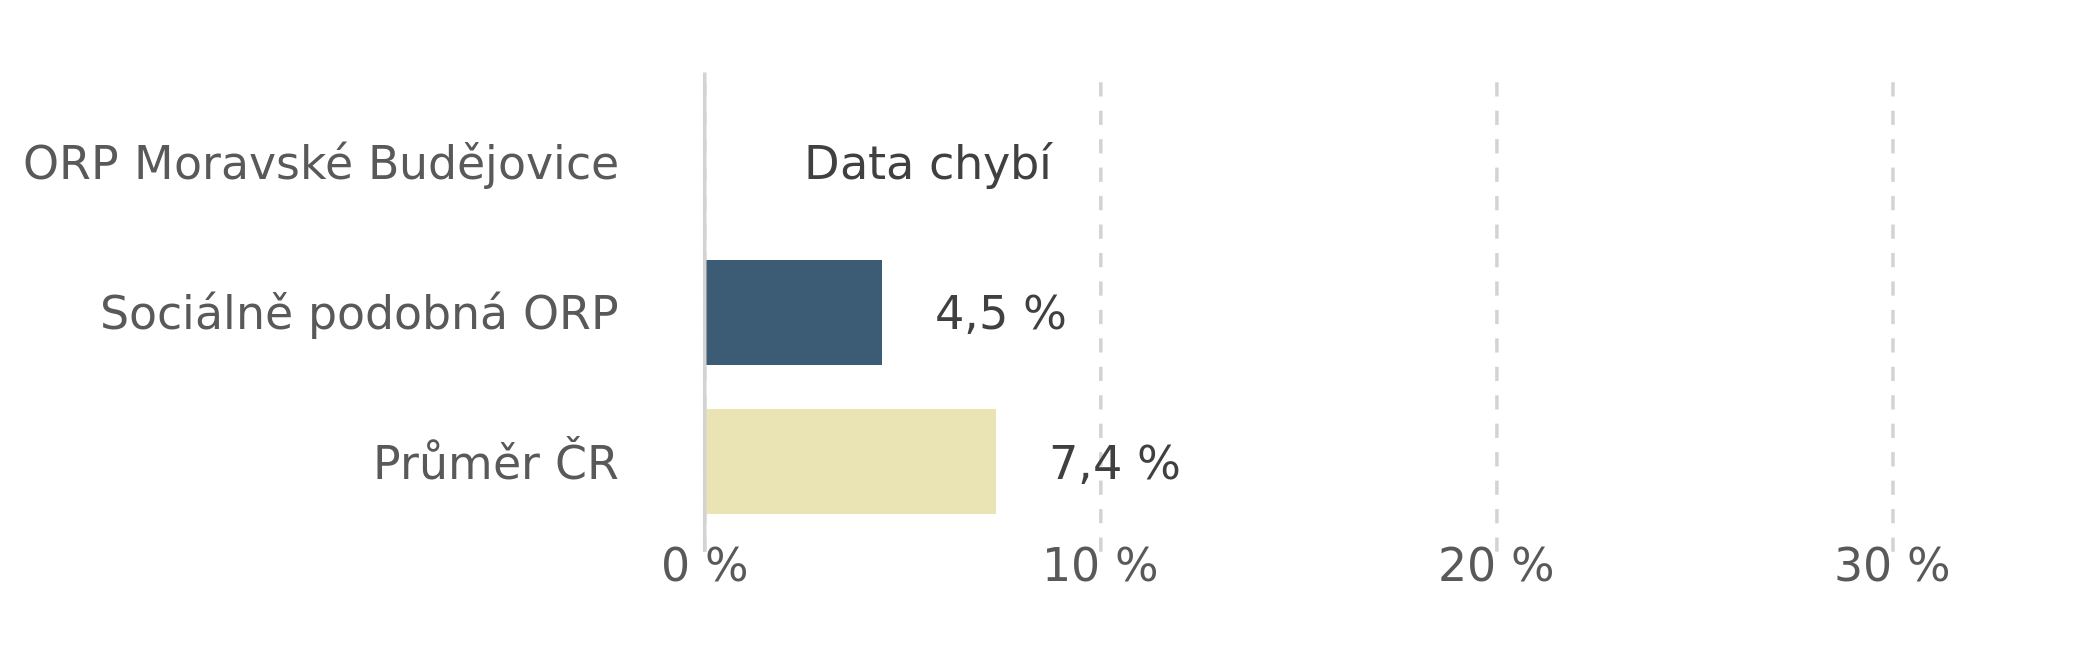 ORP Moravské Budějovice Data chybí
Sociálně podobná ORP 4,5 %
Průměr ČR 7,4 %
0 % 10 % 20 % 30 %